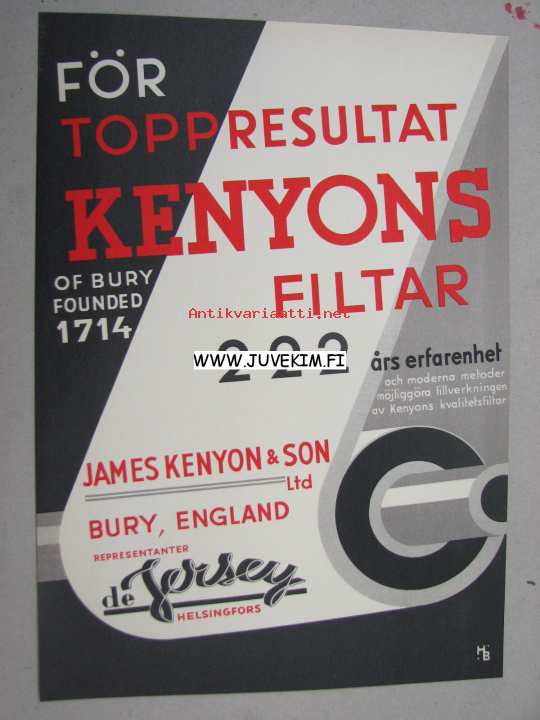 FÖR
TOPPRESULTAT
KENYONS
OF BURY
FOUNDED
1714
FILTAR
Antikvariaatti.net
WWW.JUVEKIM.FI
222 års erfarenhet
och moderna metoder
möjliggöra tillverkningen
av Kenyons kvalitetsfiltar
JAMES KENYON & SON
Ltd
BURY, ENGLAND
REPRESENTANTER
de Jersey
HELSINGFORS
HB